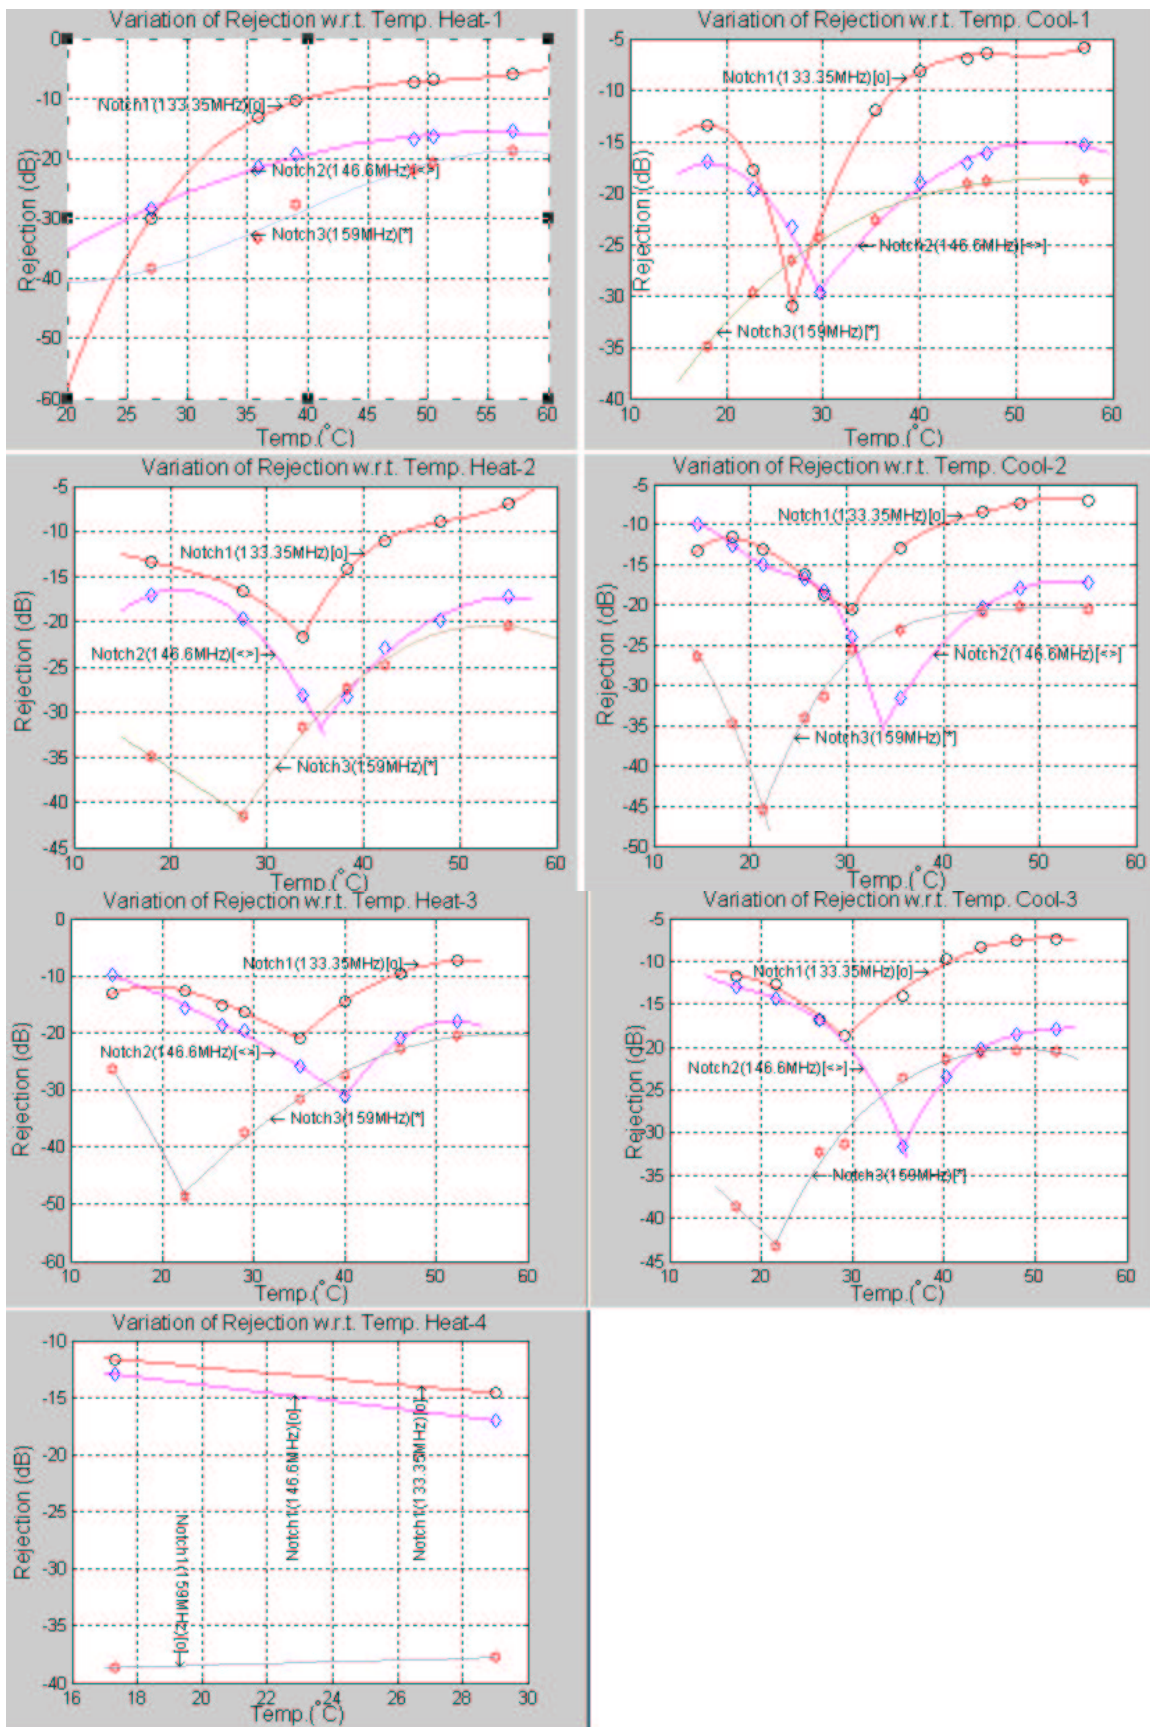 Variation of Rejection w.r.t. Temp. Heat-1
0
-10
-20
-30
-40
-50
-60
Rejection (dB)
Notch1(133.35MHz)[o]→
←Notch2(146.6MHz)[<>]
← Notch3(159MHz)[*]
20 25 30 35 40 45 50 55 60
Temp.(°C)
Variation of Rejection w.r.t. Temp. Cool-1
-5
-10
-15
-20
-25
-30
-35
-40
Rejection (dB)
Notch1(133.35MHz)[o]→
←Notch2(146.6MHz)[<>]
← Notch3(159MHz)[*]
10 20 30 40 50 60
Temp.(°C)
Variation of Rejection w.r.t. Temp. Heat-2
-5
-10
-15
-20
-25
-30
-35
-40
-45
Rejection (dB)
Notch1(133.35MHz)[o]→
Notch2(146.6MHz)[<>]→
← Notch3(159MHz)[*]
10 20 30 40 50 60
Temp.(°C)
Variation of Rejection w.r.t. Temp. Cool-2
-5
-10
-15
-20
-25
-30
-35
-40
-45
-50
Rejection (dB)
Notch1(133.35MHz)[o]→
←Notch2(146.6MHz)[<>]
← Notch3(159MHz)[*]
10 20 30 40 50 60
Temp.(°C)
Variation of Rejection w.r.t. Temp. Heat-3
0
-10
-20
-30
-40
-50
-60
Rejection (dB)
Notch1(133.35MHz)[o]→
Notch2(146.6MHz)[<>]→
← Notch3(159MHz)[*]
10 20 30 40 50 60
Temp.(°C)
Variation of Rejection w.r.t. Temp. Cool-3
-5
-10
-15
-20
-25
-30
-35
-40
-45
Rejection (dB)
←Notch1(133.35MHz)[o]
Notch2(146.6MHz)[<>]→
←Notch3(159MHz)[*]
10 20 30 40 50 60
Temp.(°C)
Variation of Rejection w.r.t. Temp. Heat-4
-10
-15
-20
-25
-30
-35
-40
Rejection (dB)
Notch1(159MHz)[o]→
Notch1(146.6MHz)[o]→
Notch1(133.35MHz)[o]→
16 18 20 22 24 26 28 30
Temp.(°C)